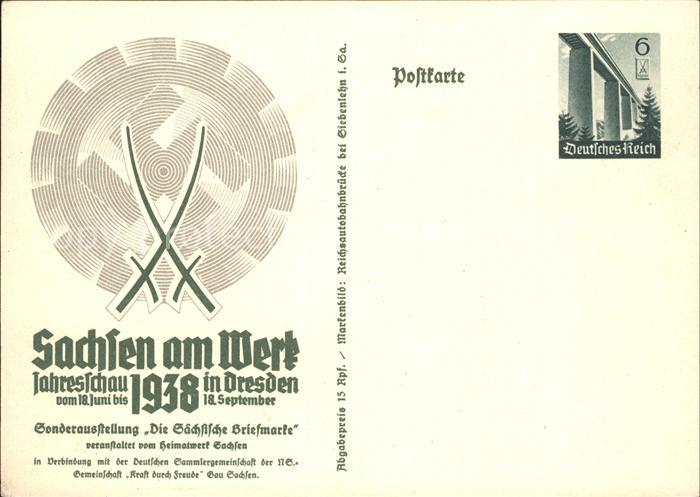 Sachsen am Werk
Jahresschau 1938 in Dresden
vom 18. Juni bis 18. September
Sonderausstellung „Die Sächsische Briefmarke“
veranstaltet vom Heimatwerk Sachsen
in Verbindung mit der Deutschen Sammlergemeinschaft der NS.-
Gemeinschaft „Kraft durch Freude“ Gau Sachsen.
Abgabepreis 15 Rpf. / Markenbild: Reichsautobahnbrücke bei Siebenlehn i. Sa.
Postkarte
6
Deutsches Reich